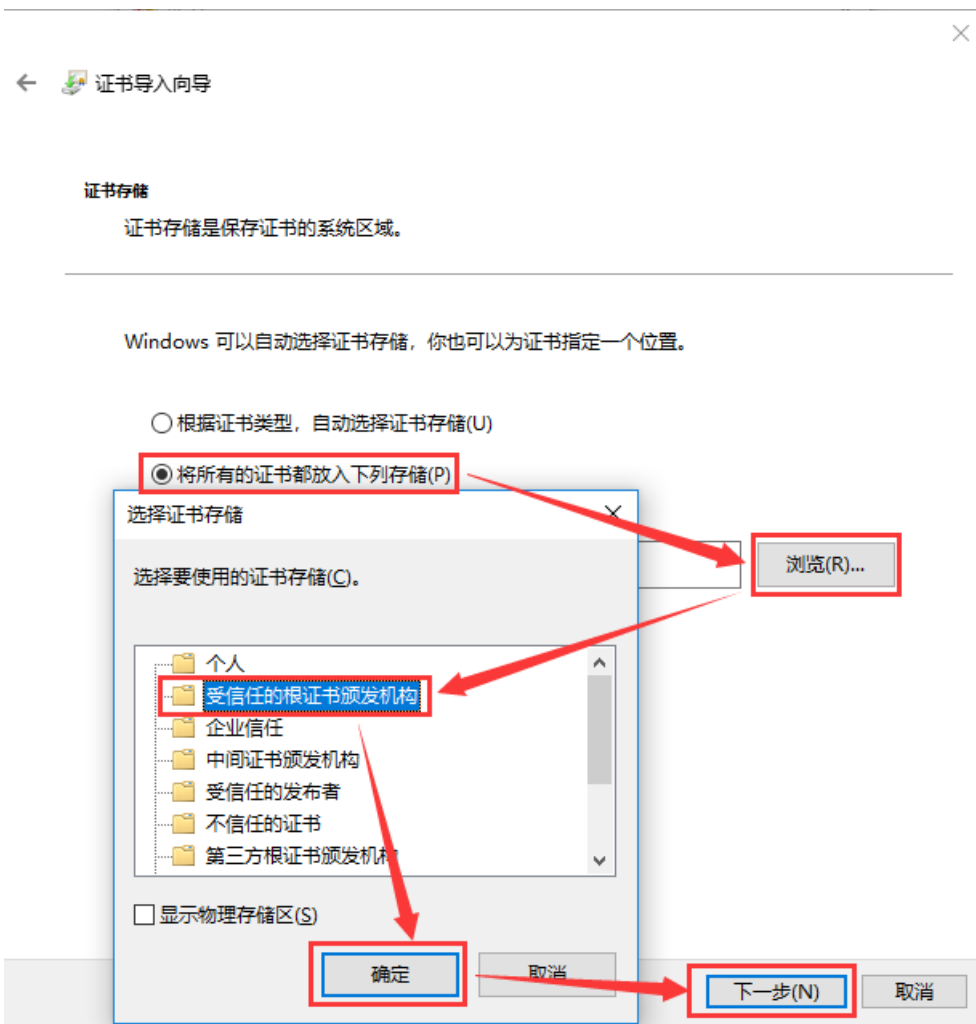 证书导入向导
证书存储
证书存储是保存证书的系统区域。
Windows 可以自动选择证书存储，你也可以为证书指定一个位置。
根据证书类型，自动选择证书存储(U)
将所有的证书都放入下列存储(P)
选择证书存储
浏览(R)...
选择要使用的证书存储(C)。
个人
受信任的根证书颁发机构
企业信任
中间证书颁发机构
受信任的发布者
不信任的证书
第三方根证书颁发机构
显示物理存储区(S)
确定
取消
下一步(N)
取消